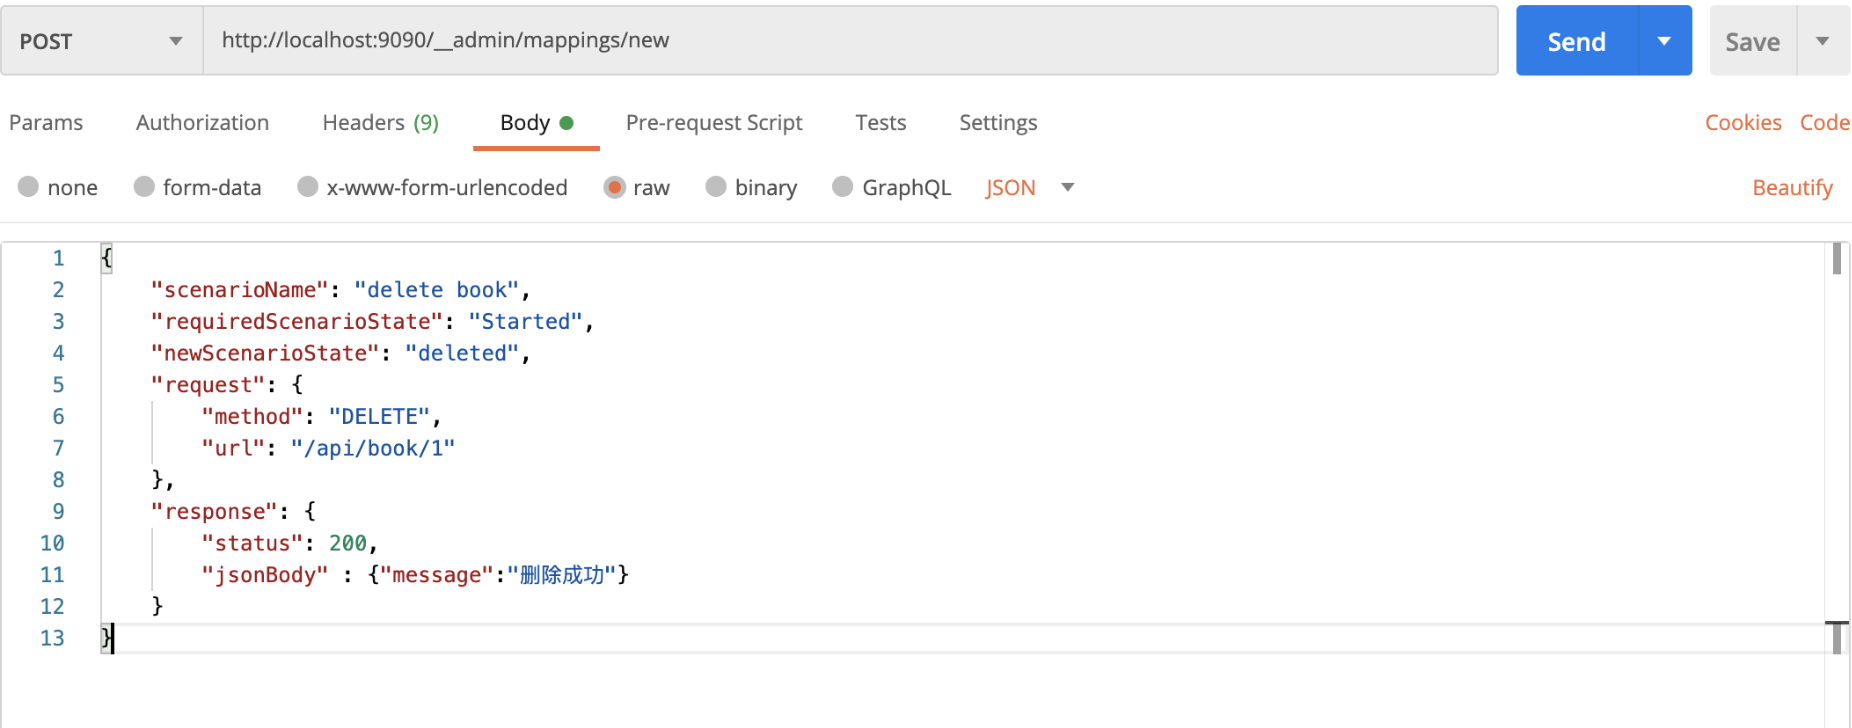 POST http://localhost:9090/__admin/mappings/new Send Save
Params Authorization Headers (9) Body Pre-request Script Tests Settings Cookies Code
none form-data x-www-form-urlencoded raw binary GraphQL JSON Beautify
1 {
2 "scenarioName": "delete book",
3 "requiredScenarioState": "Started",
4 "newScenarioState": "deleted",
5 "request": {
6 "method": "DELETE",
7 "url": "/api/book/1"
8 },
9 "response": {
10 "status": 200,
11 "jsonBody" : {"message":"删除成功"}
12 }
13 }